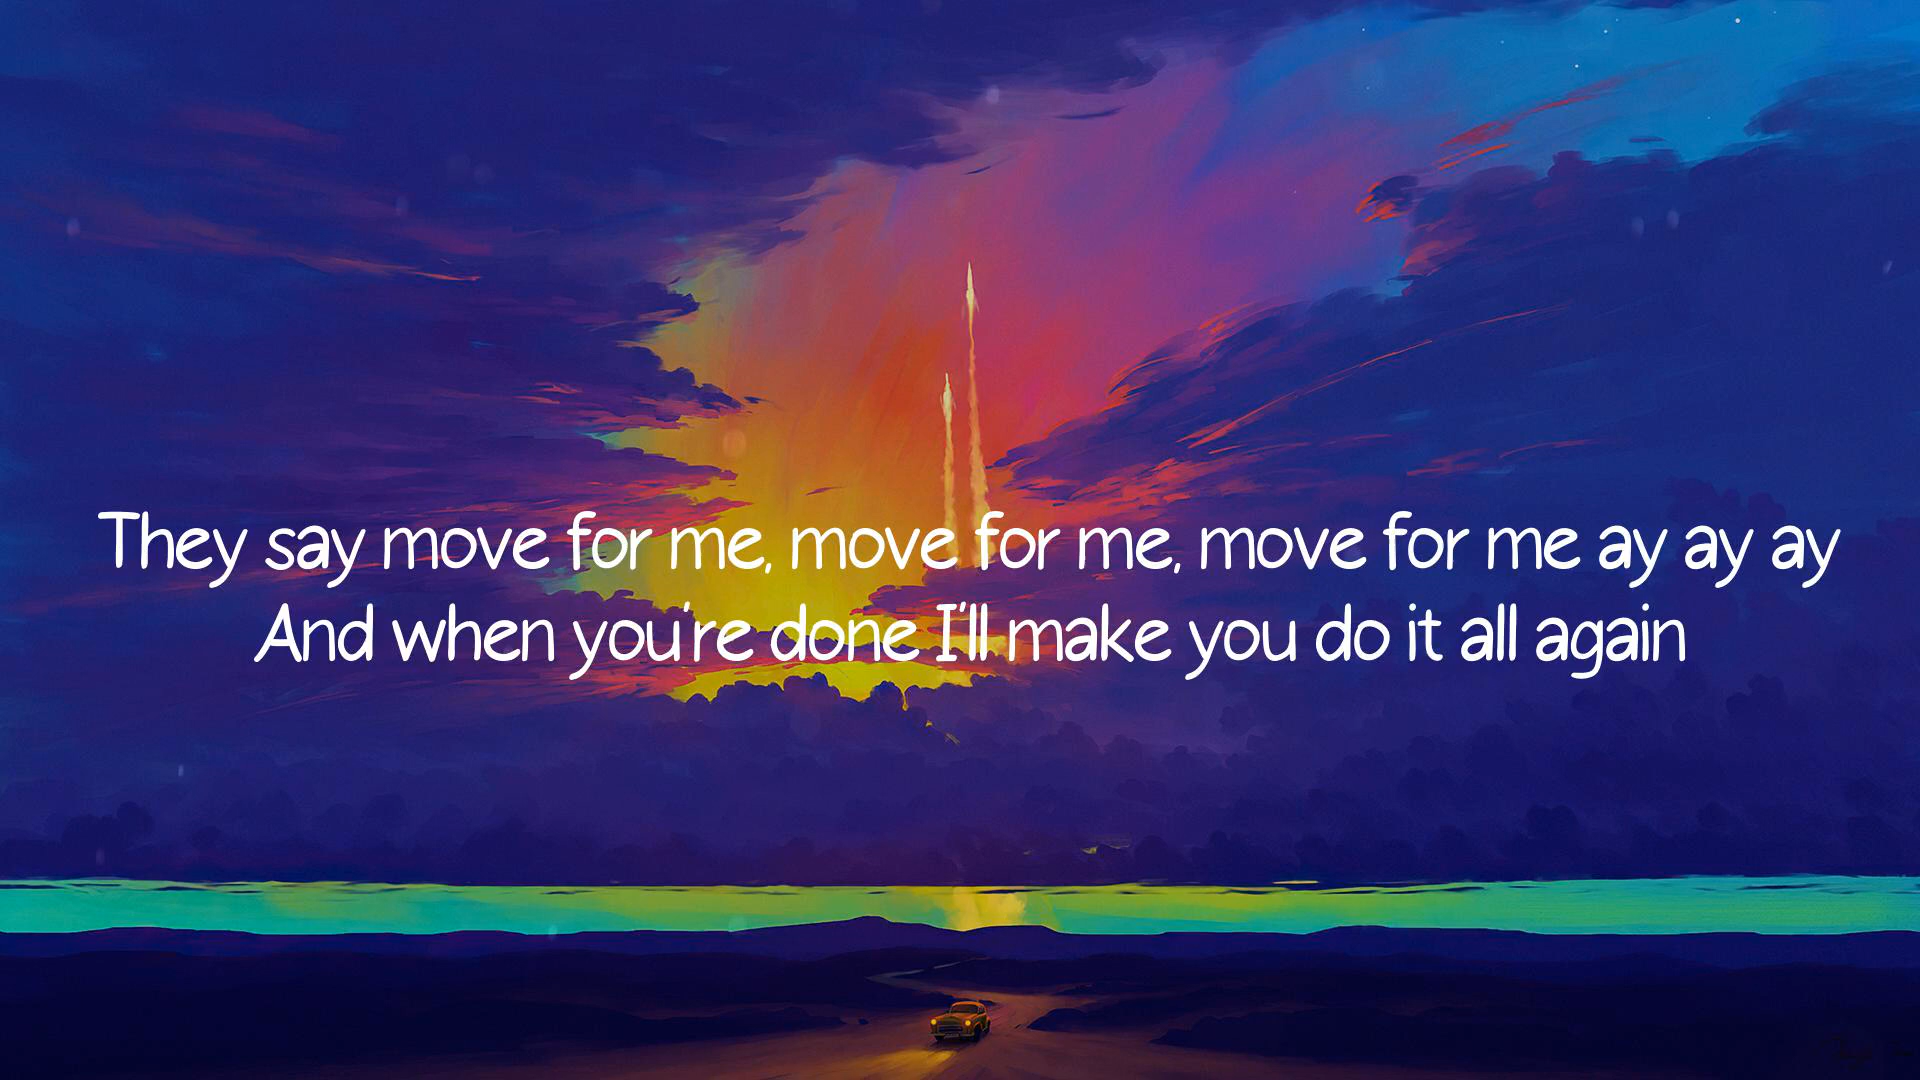 They say move for me, move for me, move for me ay ay ay
And when you're done I'll make you do it all again